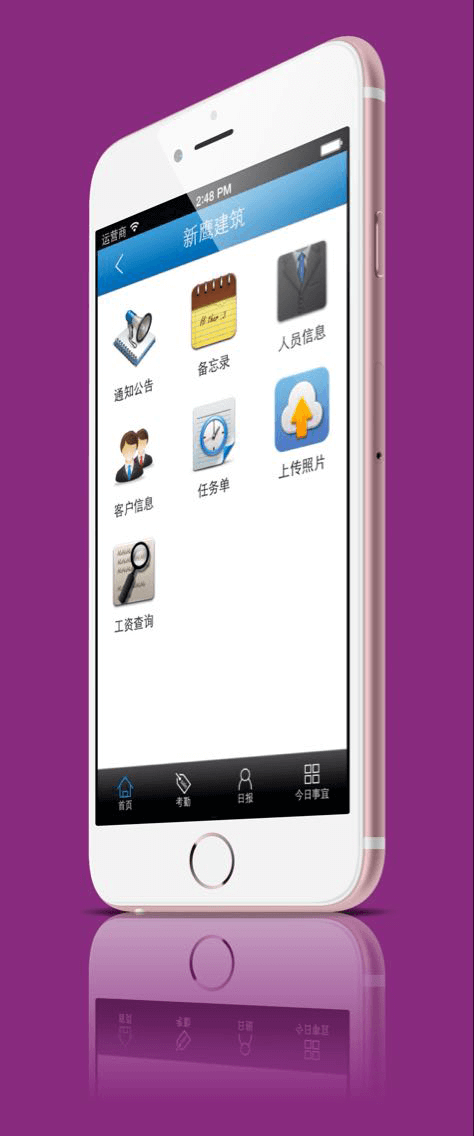 运营商 2:48 PM
新鹰建筑
通知公告 备忘录 人员信息
客户信息 任务单 上传照片
工资查询
首页 考勤 日报 今日事宜